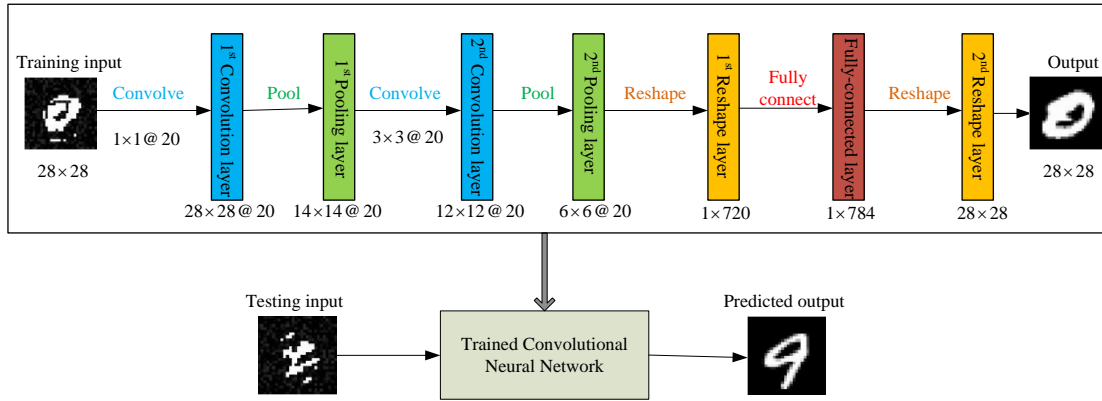 Training input
28×28
Convolve
1×1@20
1st Convolution layer
28×28@20
Pool
1st Pooling layer
14×14@20
Convolve
3×3@20
2nd Convolution layer
12×12@20
Pool
2nd Pooling layer
6×6@20
Reshape
1st Reshape layer
1×720
Fully
connect
Fully-connected layer
1×784
Reshape
2nd Reshape layer
28×28
Output
28×28
Testing input
Trained Convolutional
Neural Network
Predicted output